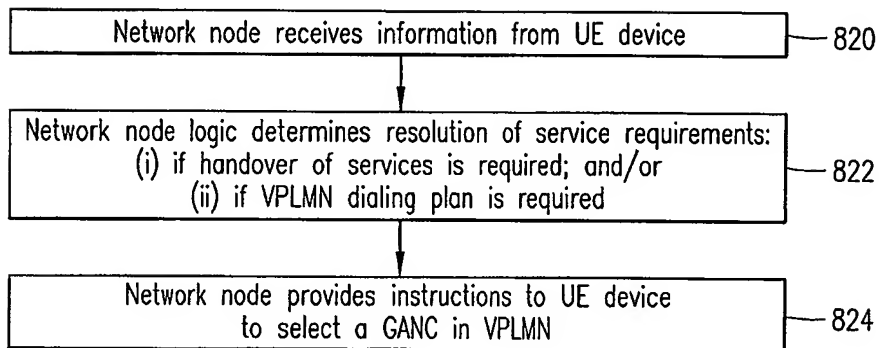 Network node receives information from UE device
820
Network node logic determines resolution of service requirements:
(i) if handover of services is required; and/or
(ii) if VPLMN dialing plan is required
822
Network node provides instructions to UE device
to select a GANC in VPLMN
824